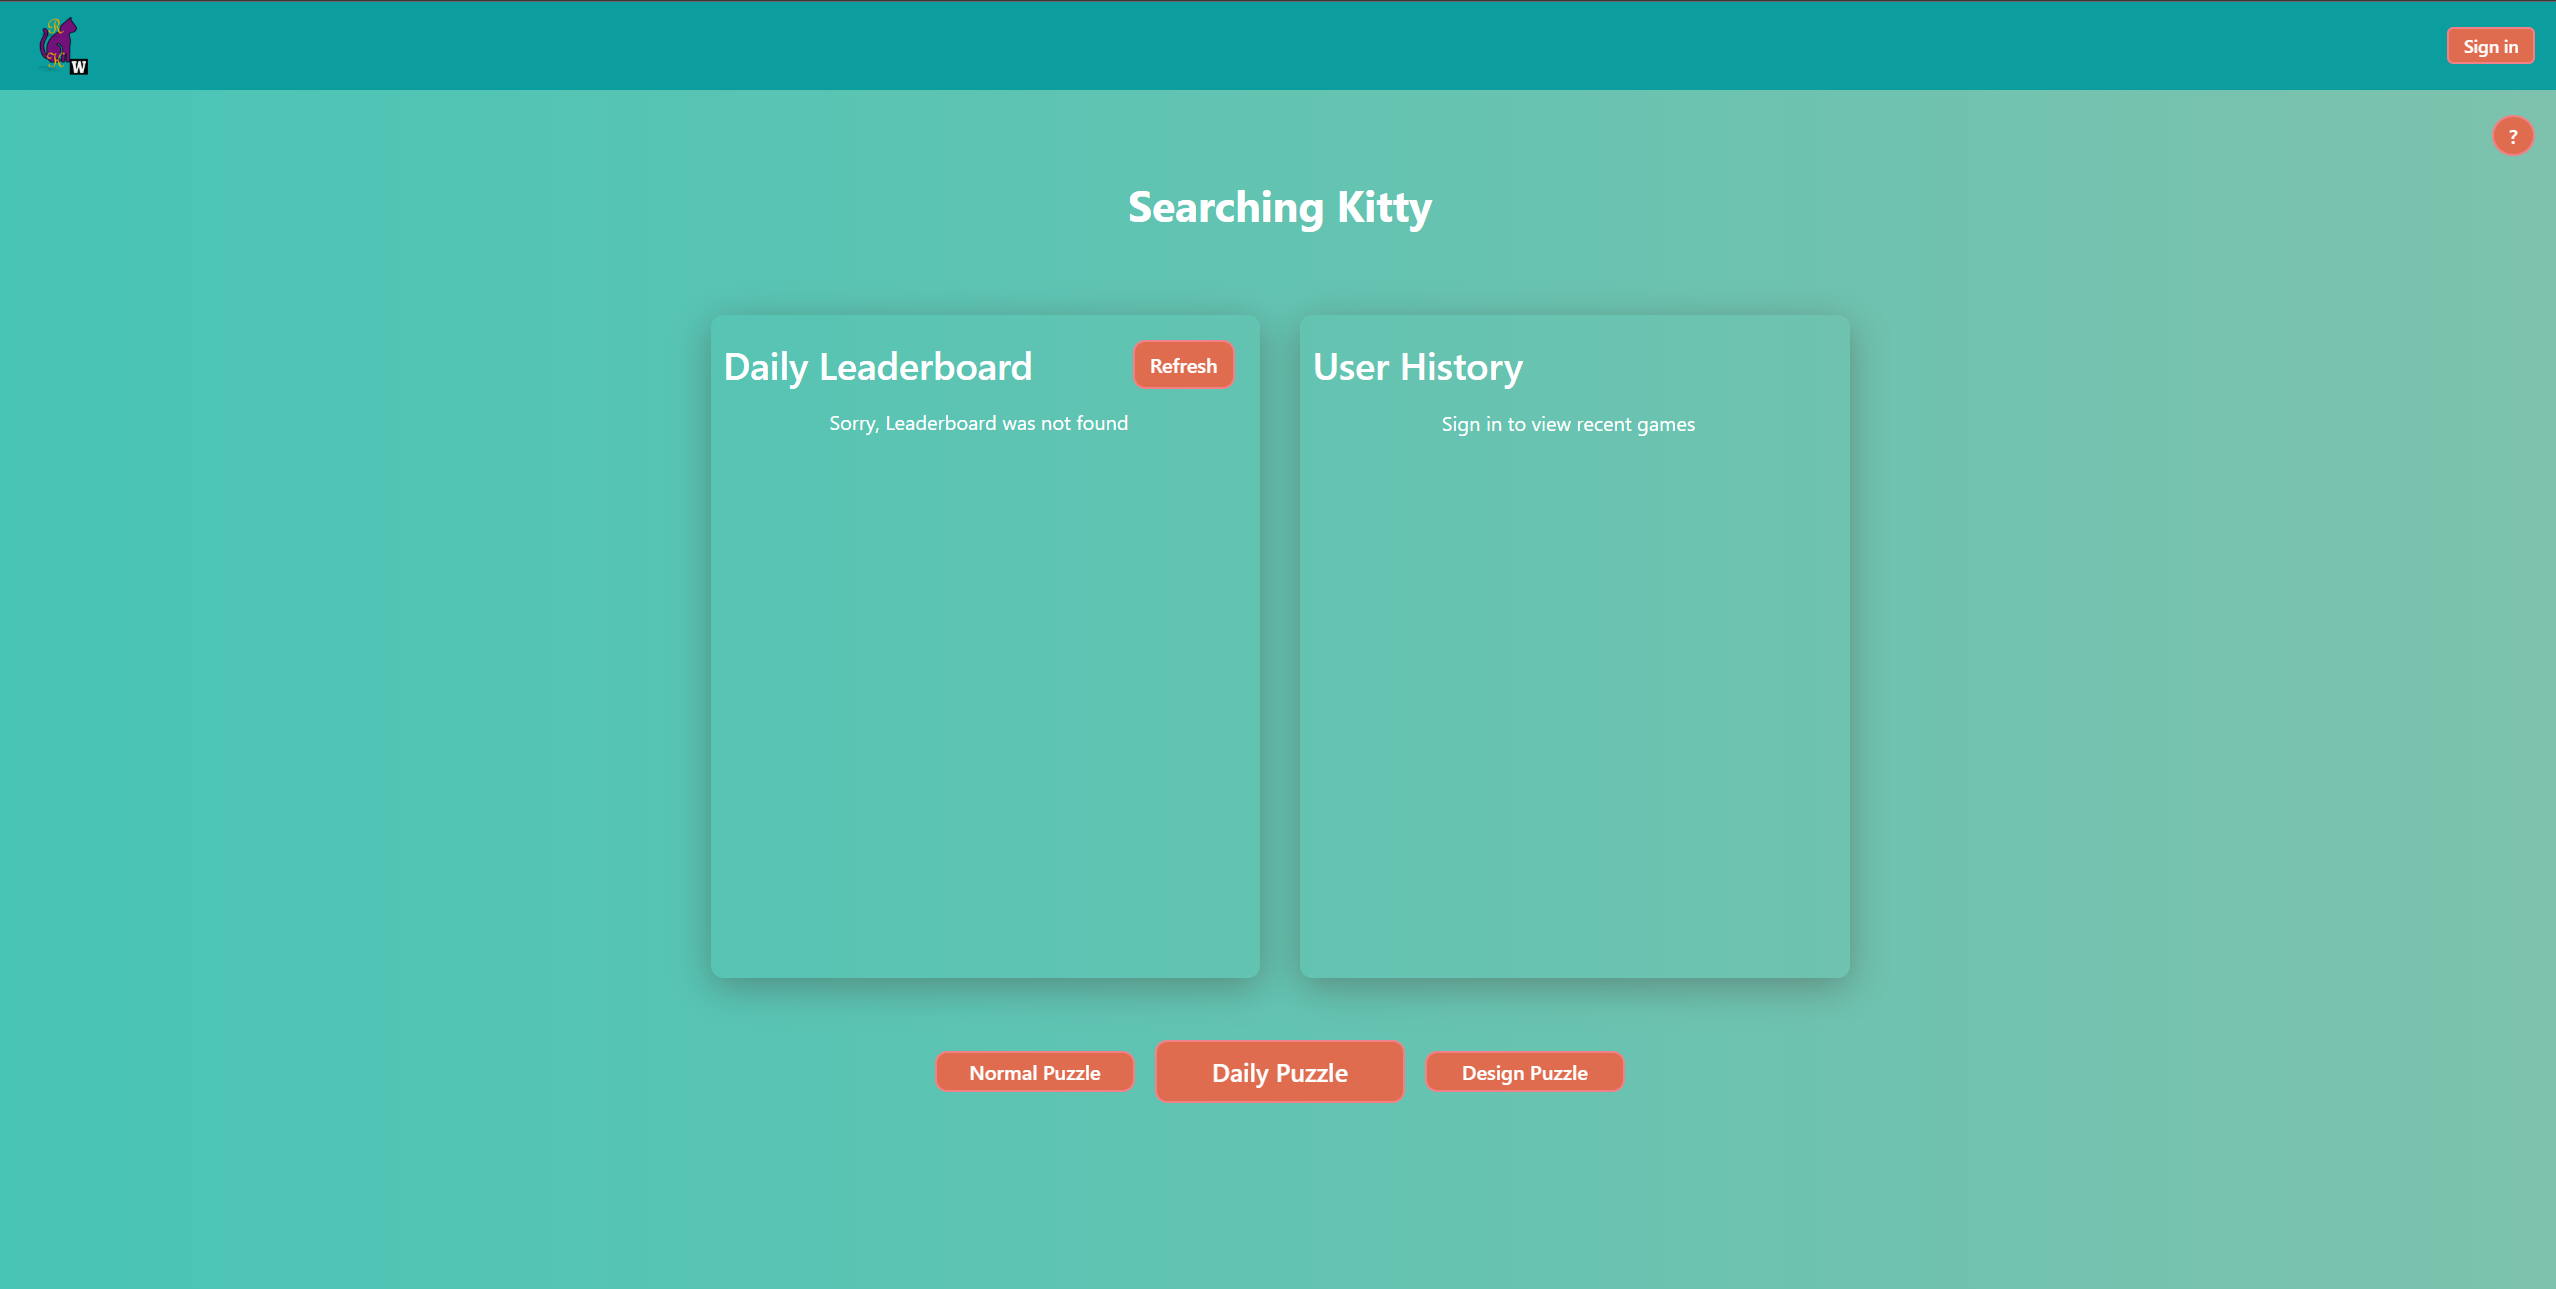 R
K
W
Sign in
?
Searching Kitty
Daily Leaderboard
Refresh
Sorry, Leaderboard was not found
User History
Sign in to view recent games
Normal Puzzle
Daily Puzzle
Design Puzzle